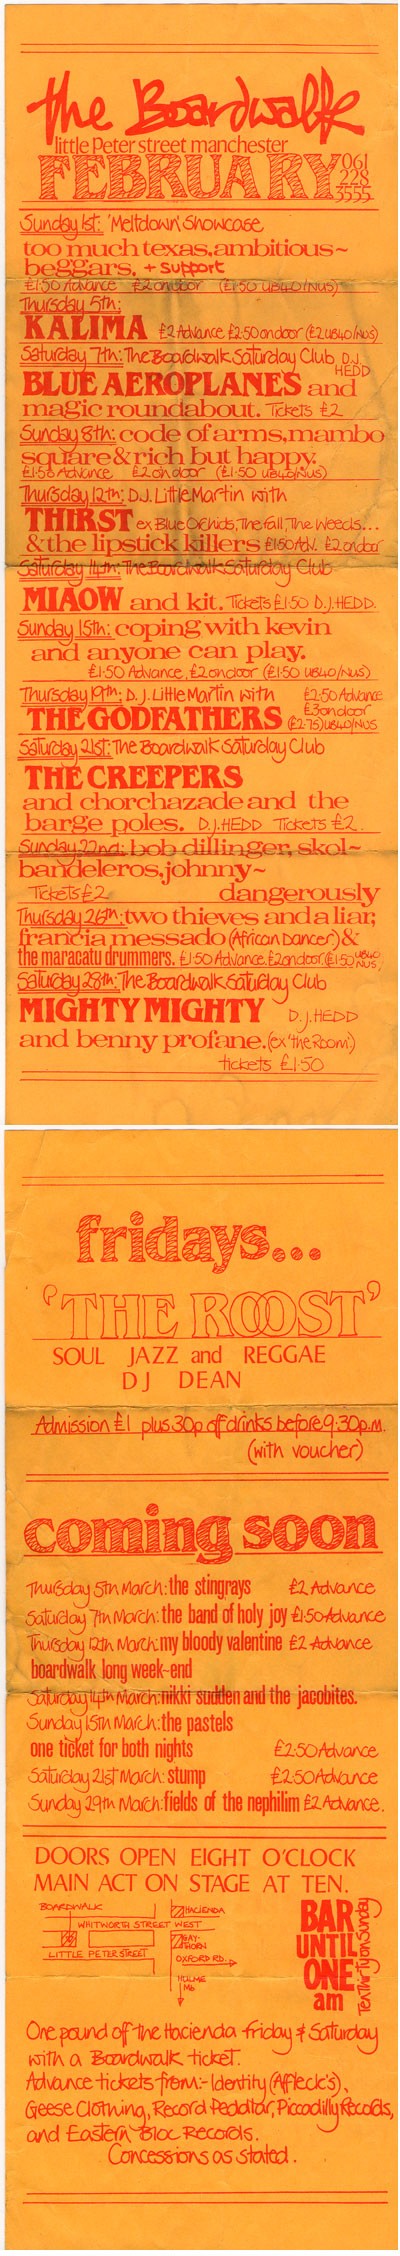 the Boardwalk
little Peter street manchester
FEBRUARY 061 228 3555
Sunday 1st: 'Meltdown' Showcase
too much texas, ambitious~
beggars. + support
£1·50 Advance £2 on door (£1·50 UB40/NUS)
Thursday 5th:
KALIMA £2 Advance £2·50 on door (£2 UB40/NUS)
Saturday 7th: The Boardwalk Saturday Club D.J. HEDD
BLUE AEROPLANES and
magic roundabout. Tickets £2
Sunday 8th: code of arms, mambo
square & rich but happy.
£1·50 Advance £2 on door (£1·50 UB40/NUS)
Thursday 12th: D.J. Little Martin with
THIRST ex Blue Orchids, The Fall, The Weeds...
& the lipstick killers £1·50 Adv. £2 on door
Saturday 14th: The Boardwalk Saturday Club
MIAOW and kit. Tickets £1·50 D.J. HEDD.
Sunday 15th: coping with kevin
and anyone can play.
£1·50 Advance, £2 on door (£1·50 UB40/NUS)
Thursday 19th: D.J. Little Martin with £2·50 Advance
THE GODFATHERS £3 on door (£2·75) UB40/NUS
Saturday 21st: The Boardwalk Saturday Club
THE CREEPERS
and chorchazade and the
barge poles. D.J. HEDD Tickets £2.
Sunday 22nd: bob dillinger, skol~
bandeleros, johnny~
Tickets £2 dangerously
Thursday 26th: two thieves and a liar,
francia messado (African Dancer) &
the maracatu drummers. £1·50 Advance £2 on door (£1·50 UB40 NUS)
Saturday 28th: The Boardwalk Saturday Club
MIGHTY MIGHTY D.J. HEDD
and benny profane. (ex 'the Room')
tickets £1·50
fridays...
'THE ROOST'
SOUL JAZZ and REGGAE
DJ DEAN
Admission £1 plus 30p off drinks before 9·30p.m.
(with voucher)
coming soon
Thursday 5th March: the stingrays £2 Advance
Saturday 7th March: the band of holy joy £1·50 Advance
Thursday 12th March: my bloody valentine £2 Advance
boardwalk long week-end
Saturday 14th March: nikki sudden and the jacobites.
Sunday 15th March: the pastels
one ticket for both nights £2·50 Advance
Saturday 21st March: stump £2·50 Advance
Sunday 29th March: fields of the nephilim £2 Advance.
DOORS OPEN EIGHT O'CLOCK
MAIN ACT ON STAGE AT TEN.
BOARDWALK
HACIENDA
WHITWORTH STREET WEST
GAY-
THORN
LITTLE PETER STREET
OXFORD RD.
HULME
M6
BAR
UNTIL
ONE
am
Ten Thirty on Sunday
One pound off the Hacienda friday & Saturday
with a Boardwalk ticket.
Advance tickets from:- Identity (Affleck's),
Geese Clothing, Record Peddlar, Piccadilly Records,
and Eastern Bloc Records.
Concessions as stated.